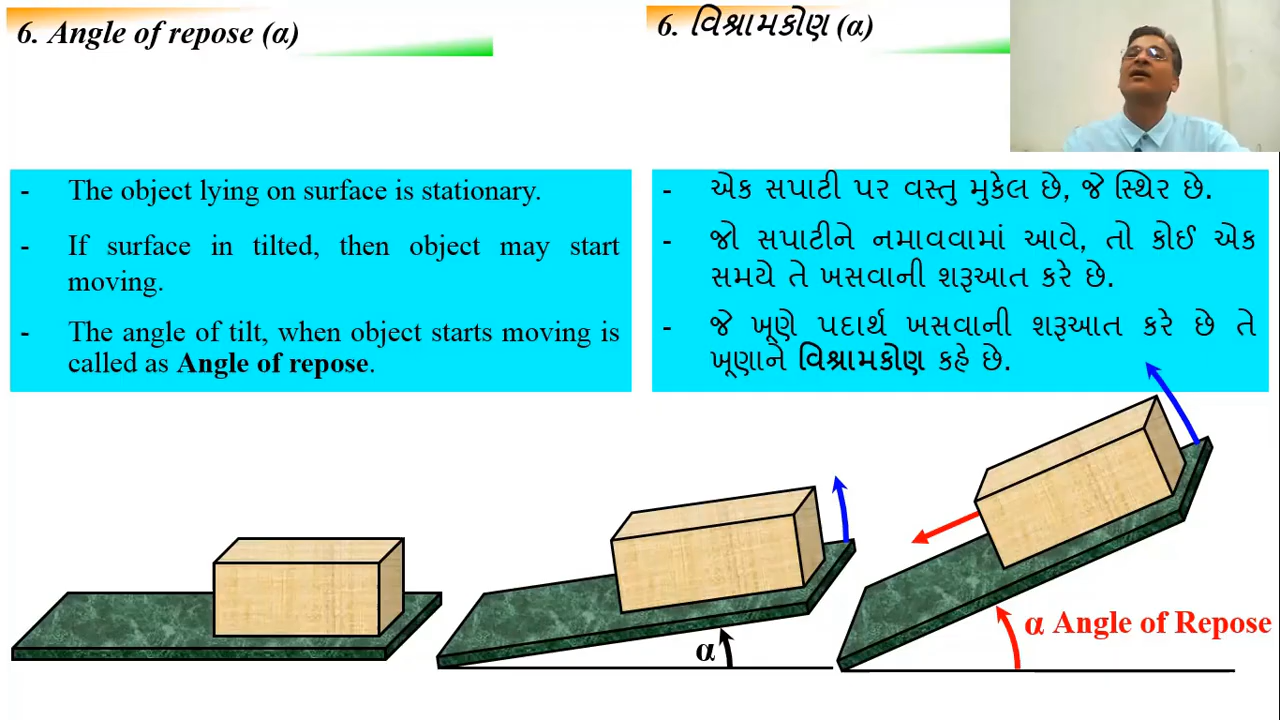 6. Angle of repose (α)
6. વિશ્રામકોણ (α)
- The object lying on surface is stationary.
- If surface in tilted, then object may start
moving.
- The angle of tilt, when object starts moving is
called as Angle of repose.
- એક સપાટી પર વસ્તુ મુકેલ છે, જે સ્થિર છે.
- જો સપાટીને નમાવવામાં આવે, તો કોઈ એક
સમયે તે ખસવાની શરૂઆત કરે છે.
- જે ખૂણે પદાર્થ ખસવાની શરૂઆત કરે છે તે
ખૂણાને વિશ્રામકોણ કહે છે.
α
α Angle of Repose